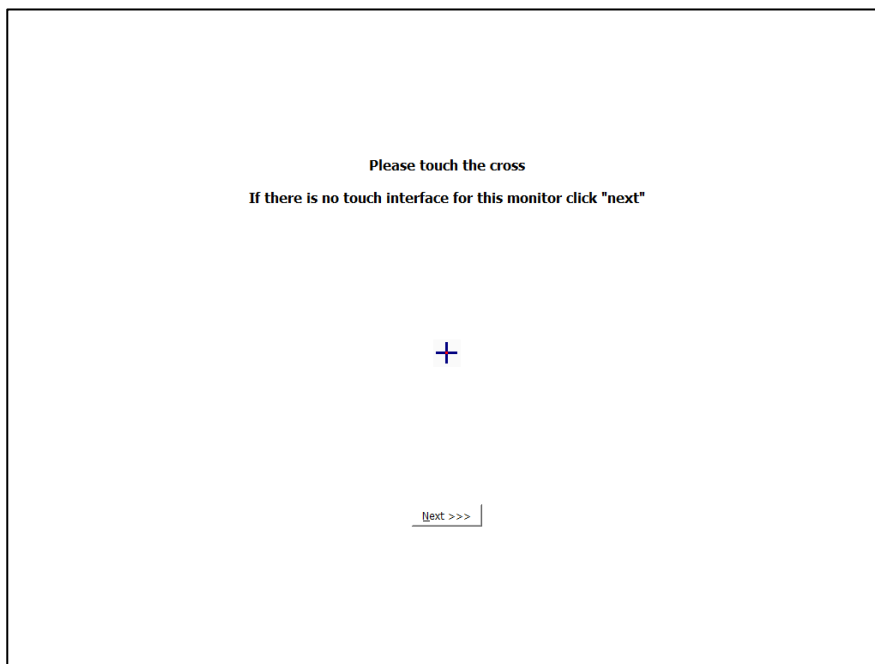 Please touch the cross
If there is no touch interface for this monitor click "next"
Next >>>